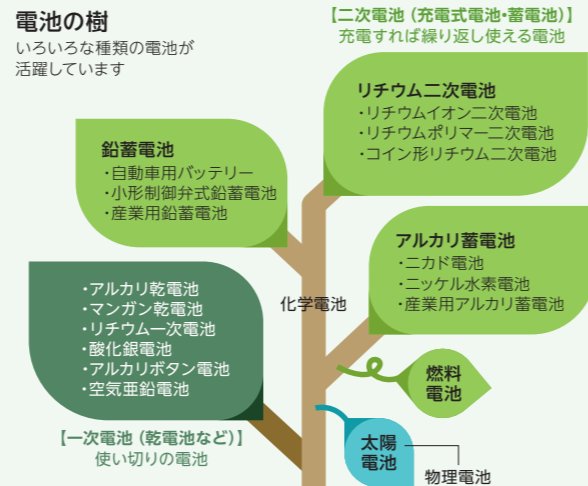 電池の樹
いろいろな種類の電池が
活躍しています
【二次電池（充電式電池・蓄電池）】
充電すれば繰り返し使える電池
リチウム二次電池
・リチウムイオン二次電池
・リチウムポリマー二次電池
・コイン形リチウム二次電池
鉛蓄電池
・自動車用バッテリー
・小形制御弁式鉛蓄電池
・産業用鉛蓄電池
アルカリ蓄電池
・ニカド電池
・ニッケル水素電池
・産業用アルカリ蓄電池
・アルカリ乾電池
・マンガン乾電池
・リチウム一次電池
・酸化銀電池
・アルカリボタン電池
・空気亜鉛電池
化学電池
燃料
電池
【一次電池（乾電池など）】
使い切りの電池
太陽
電池
物理電池